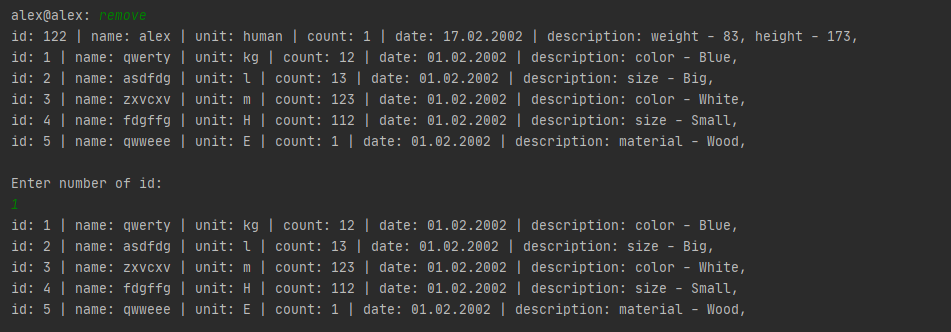 alex@alex: remove
id: 122 | name: alex | unit: human | count: 1 | date: 17.02.2002 | description: weight - 83, height - 173,
id: 1 | name: qwerty | unit: kg | count: 12 | date: 01.02.2002 | description: color - Blue,
id: 2 | name: asdfdg | unit: l | count: 13 | date: 01.02.2002 | description: size - Big,
id: 3 | name: zxvcxv | unit: m | count: 123 | date: 01.02.2002 | description: color - White,
id: 4 | name: fdgffg | unit: H | count: 112 | date: 01.02.2002 | description: size - Small,
id: 5 | name: qwweee | unit: E | count: 1 | date: 01.02.2002 | description: material - Wood,
Enter number of id:
1
id: 1 | name: qwerty | unit: kg | count: 12 | date: 01.02.2002 | description: color - Blue,
id: 2 | name: asdfdg | unit: l | count: 13 | date: 01.02.2002 | description: size - Big,
id: 3 | name: zxvcxv | unit: m | count: 123 | date: 01.02.2002 | description: color - White,
id: 4 | name: fdgffg | unit: H | count: 112 | date: 01.02.2002 | description: size - Small,
id: 5 | name: qwweee | unit: E | count: 1 | date: 01.02.2002 | description: material - Wood,